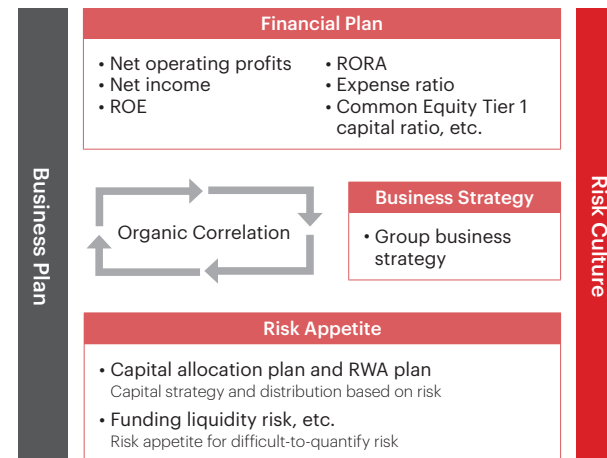 Business Plan
Financial Plan
• Net operating profits
• Net income
• ROE
• RORA
• Expense ratio
• Common Equity Tier 1
capital ratio, etc.
Organic Correlation
Business Strategy
• Group business
strategy
Risk Appetite
• Capital allocation plan and RWA plan
Capital strategy and distribution based on risk
• Funding liquidity risk, etc.
Risk appetite for difficult-to-quantify risk
Risk Culture